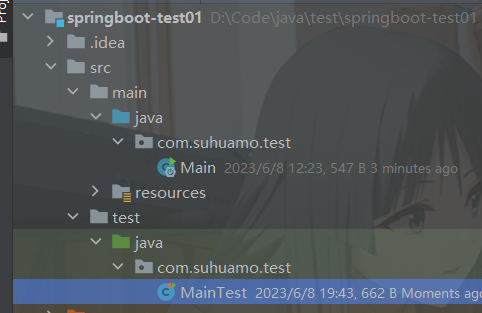 Pro
springboot-test01 D:\Code\java\test\springboot-test01
.idea
src
main
java
com.suhuamo.test
Main 2023/6/8 12:23, 547 B 3 minutes ago
resources
test
java
com.suhuamo.test
MainTest 2023/6/8 19:43, 662 B Moments ago